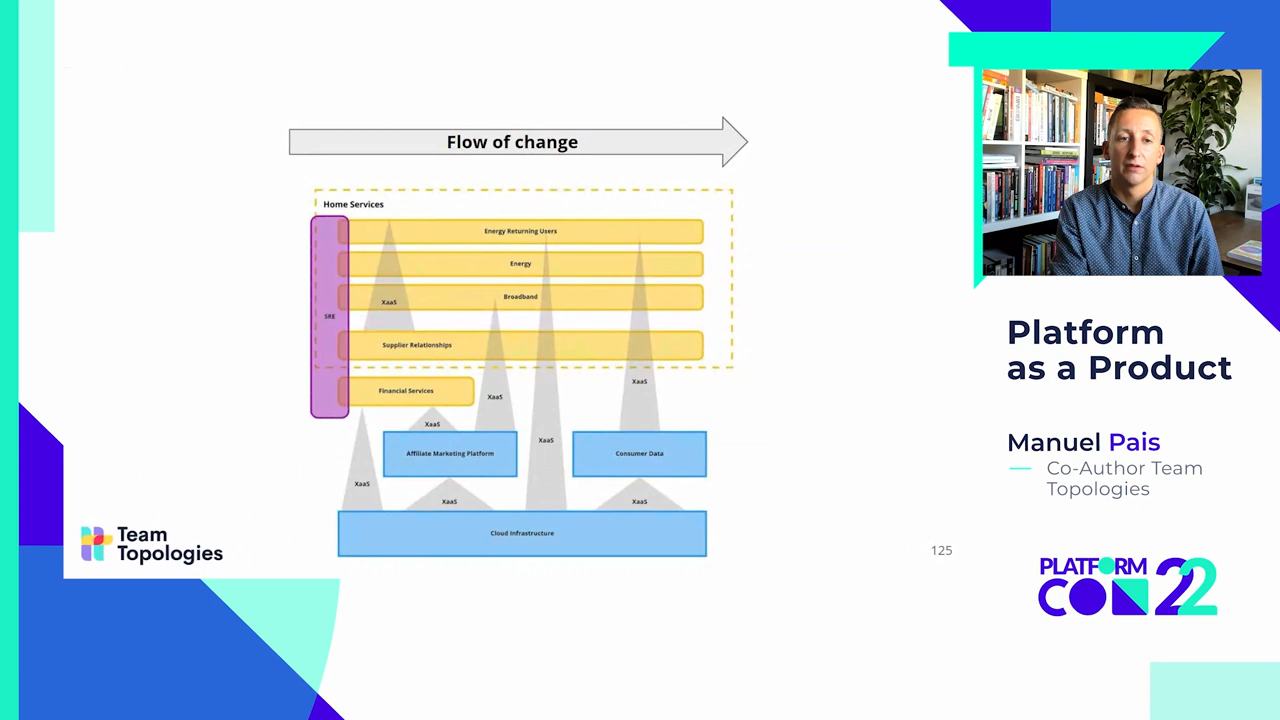 Flow of change
Home Services
Energy Returning Users
Energy
XaaS
Broadband
SRE
Supplier Relationships
XaaS
Financial Services
XaaS
XaaS
XaaS
Affiliate Marketing Platform
Consumer Data
XaaS
XaaS
XaaS
Cloud Infrastructure
Team
Topologies
125
Platform
as a Product
Manuel Pais
Co-Author Team
Topologies
PLATFORM
CON 22